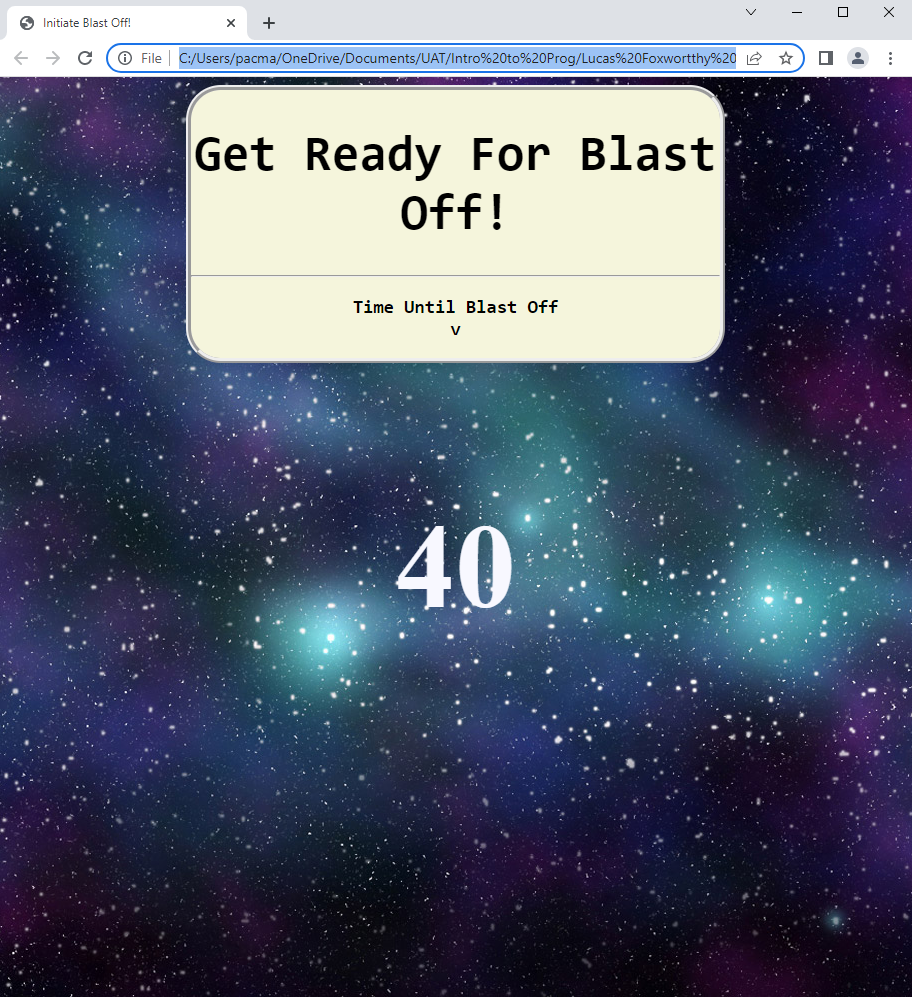 Initiate Blast Off!
File C:/Users/pacma/OneDrive/Documents/UAT/Intro%20to%20Prog/Lucas%20Foxwortthy%20
Get Ready For Blast
Off!
Time Until Blast Off
v
40